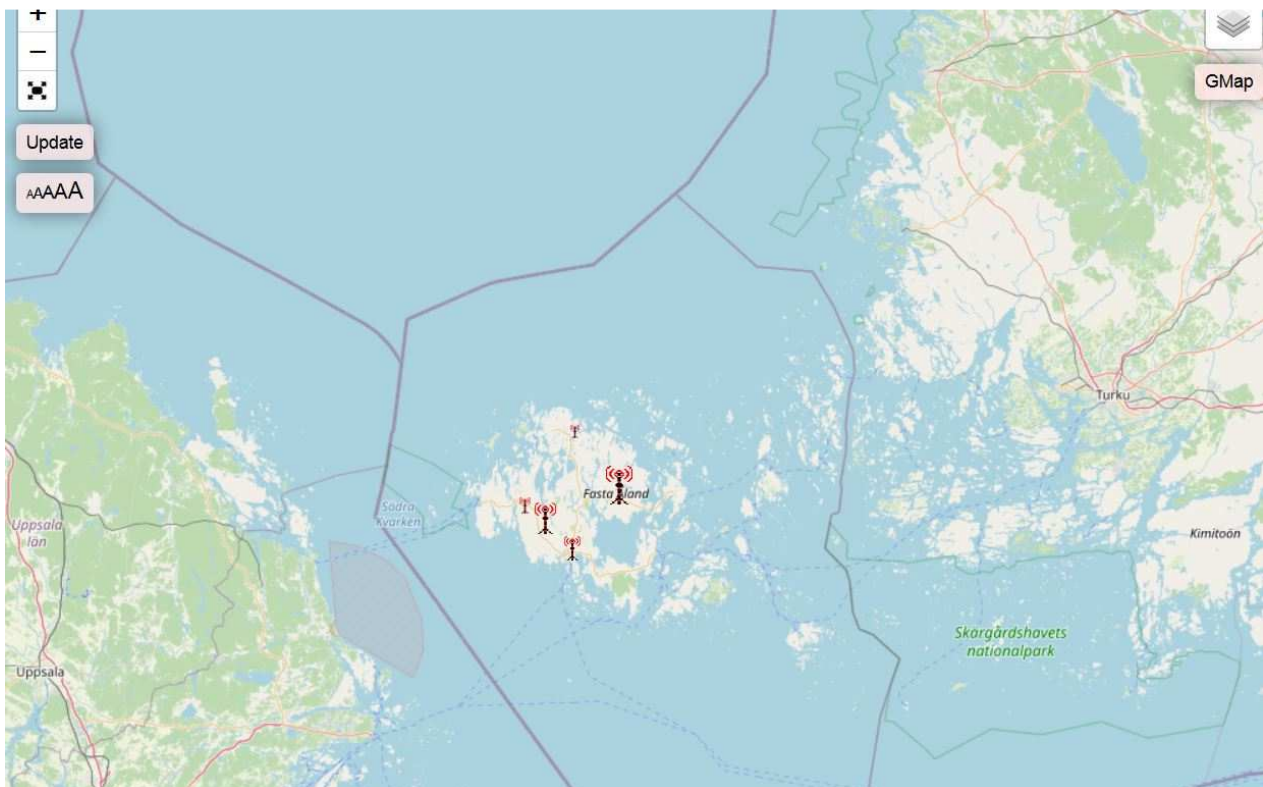 +
−
Update
AAAAA
GMap
Turku
Fasta Åland
Södra
Kvarken
Uppsala
län
Kimitoön
Skärgårdshavets
nationalpark
Uppsala